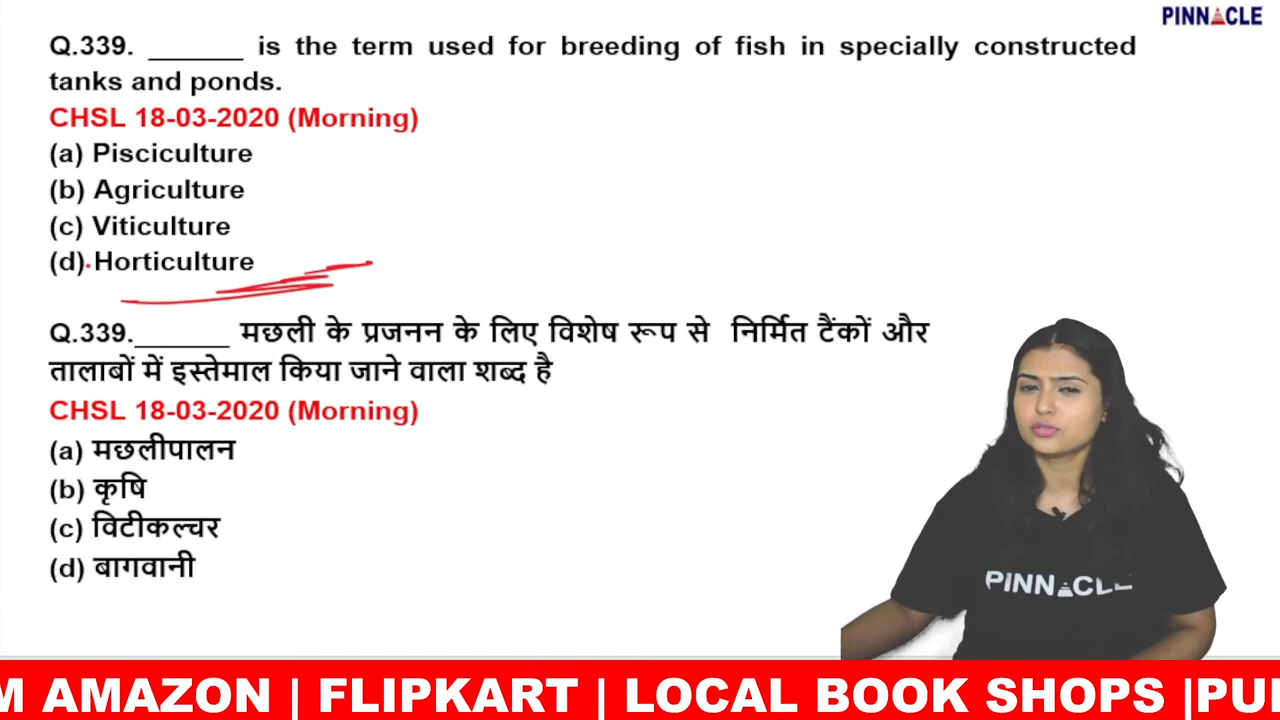 PINNACLE
Q.339. ______ is the term used for breeding of fish in specially constructed
tanks and ponds.
CHSL 18-03-2020 (Morning)
(a) Pisciculture
(b) Agriculture
(c) Viticulture
(d) Horticulture
Q.339.______ मछली के प्रजनन के लिए विशेष रूप से निर्मित टैंकों और
तालाबों में इस्तेमाल किया जाने वाला शब्द है
CHSL 18-03-2020 (Morning)
(a) मछलीपालन
(b) कृषि
(c) विटीकल्चर
(d) बागवानी
PINNACLE
M AMAZON | FLIPKART | LOCAL BOOK SHOPS |PU